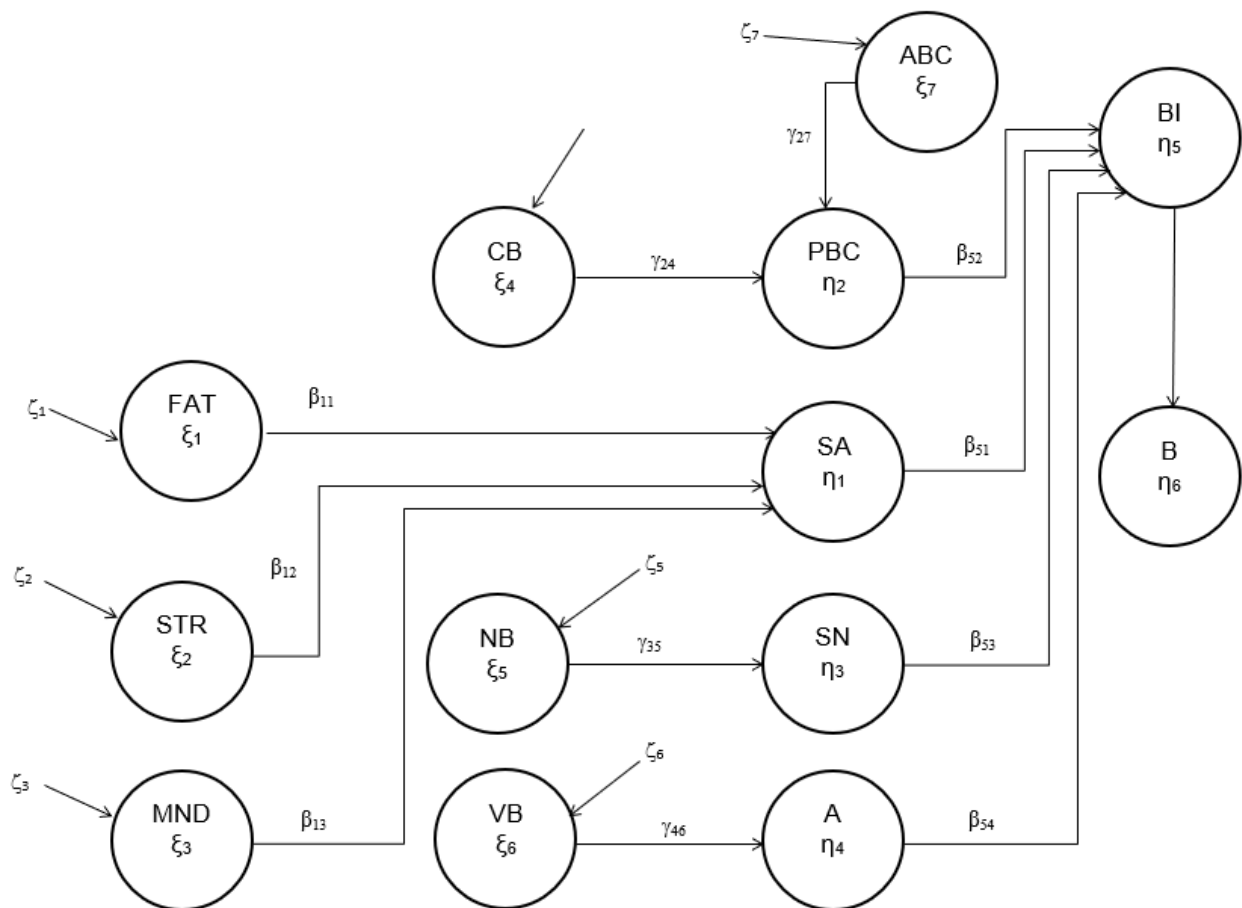 ζ₇
ABC
ξ₇
BI
η₅
γ₂₇
CB
ξ₄
γ₂₄
PBC
η₂
β₅₂
FAT
ξ₁
ζ₁
β₁₁
SA
η₁
β₅₁
B
η₆
ζ₂
STR
ξ₂
β₁₂
ζ₅
NB
ξ₅
γ₃₅
SN
η₃
β₅₃
ζ₃
MND
ξ₃
β₁₃
ζ₆
VB
ξ₆
γ₄₆
A
η₄
β₅₄